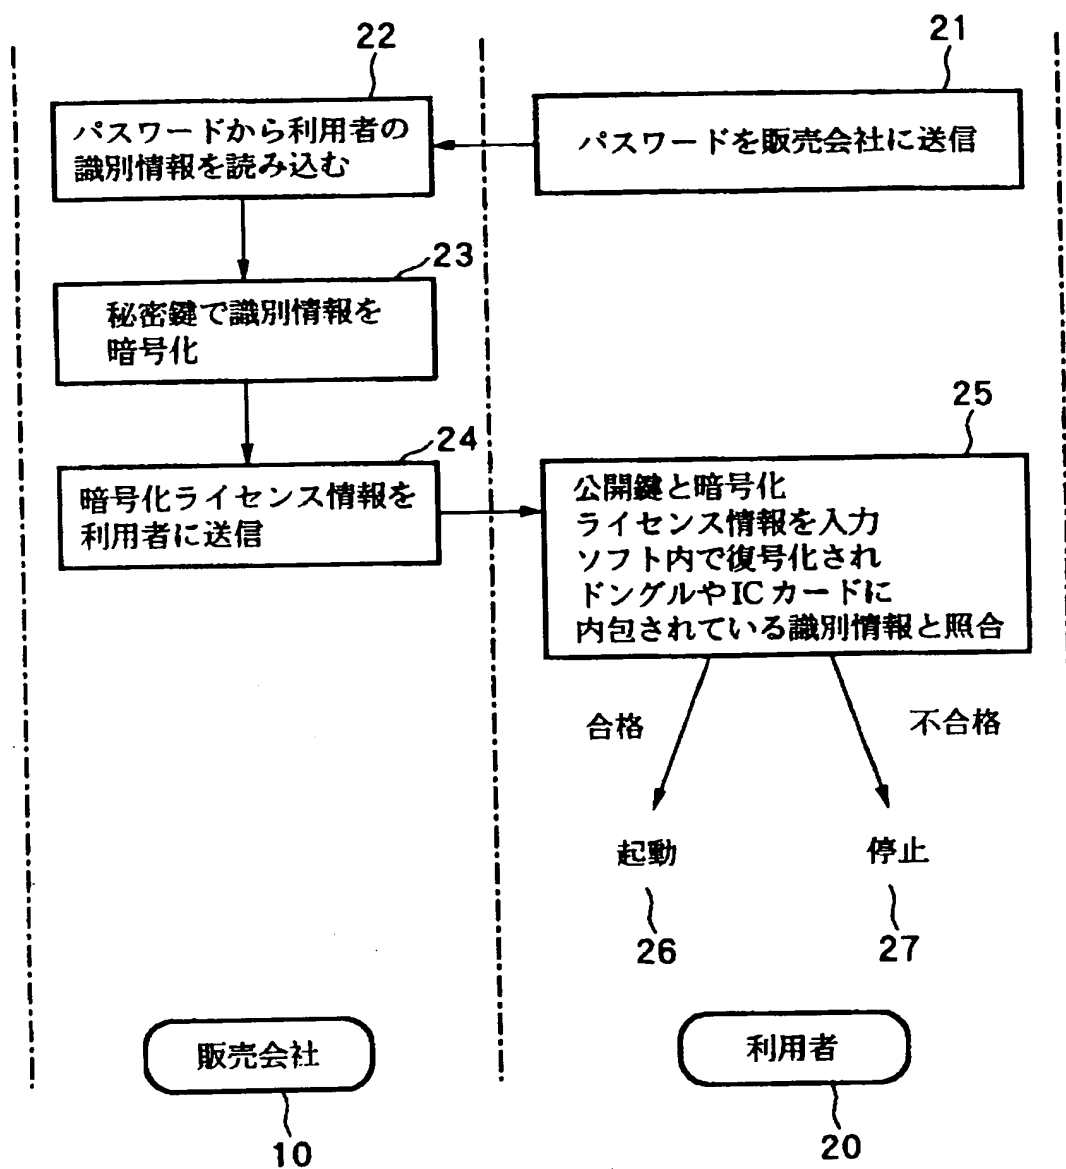 22
21
パスワードから利用者の
識別情報を読み込む
パスワードを販売会社に送信
23
秘密鍵で識別情報を
暗号化
24
暗号化ライセンス情報を
利用者に送信
25
公開鍵と暗号化
ライセンス情報を入力
ソフト内で復号化され
ドングルやICカードに
内包されている識別情報と照合
合格
不合格
起動
停止
26
27
販売会社
利用者
10
20